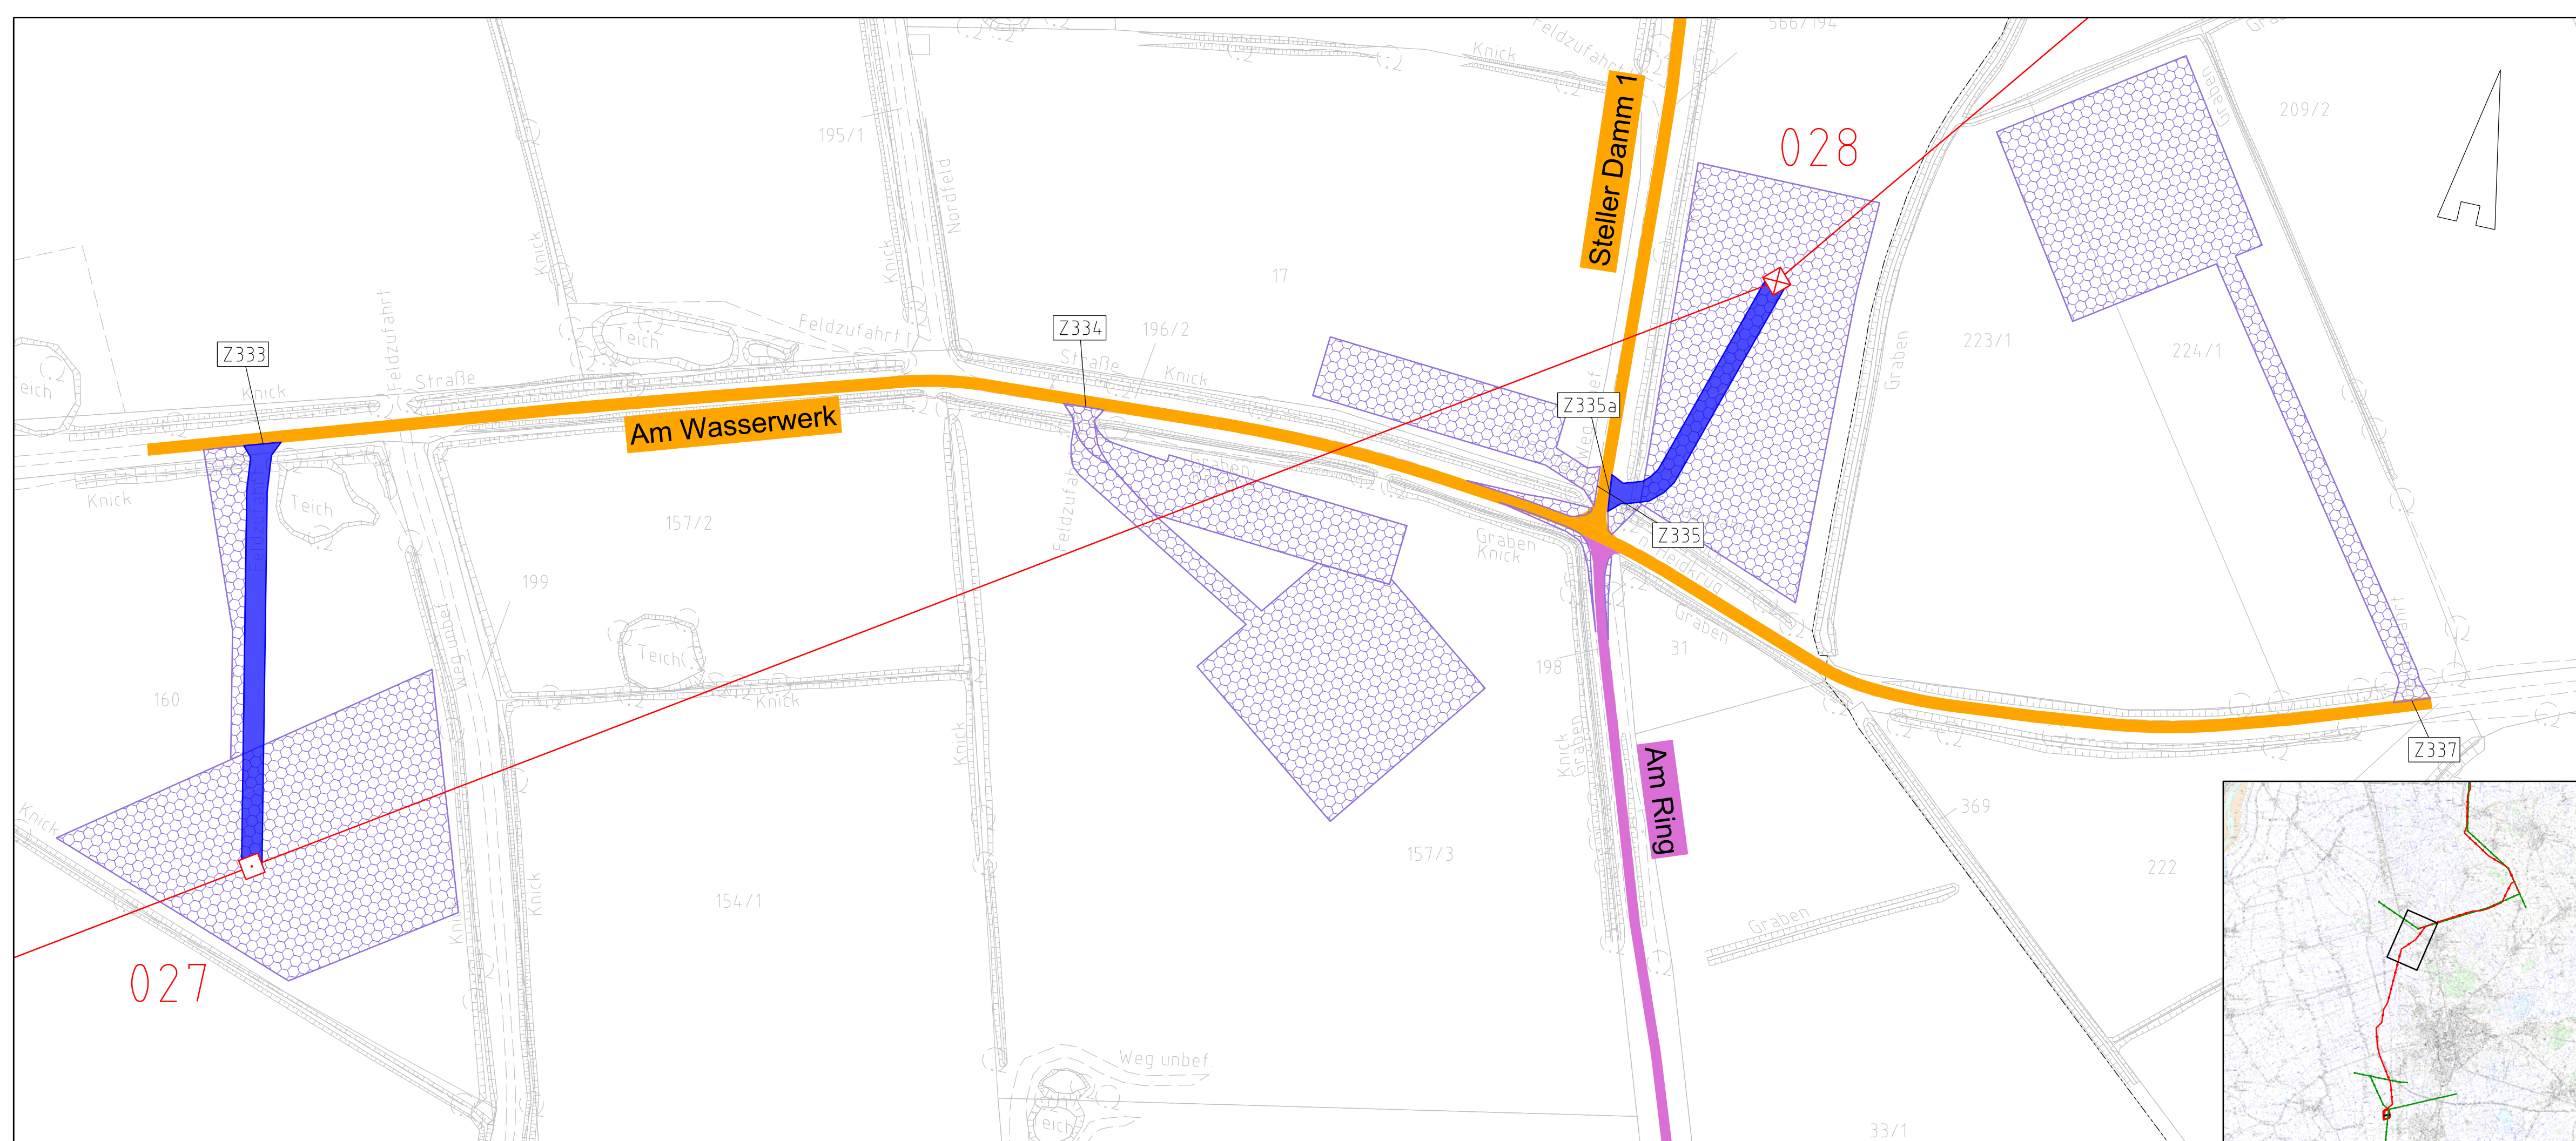 566/194
Feldzufahrt
Knick
Steller Damm 1
028
209/2
Graben
195/1
Nordfeld
Knick
Knick
17
Feldzufahrt
Teich
Feldzufahrt
Z334
196/2
Straße
Knick
223/1
224/1
Graben
Z333
Knick
Straße
Am Wasserwerk
Z335a
Teich
Knick
Feldzufahrt
157/2
Graben
Knick
Z335
199
Teich
Knick
Weg unbef.
160
198
31
Graben
Z337
Knick
Knick
Graben
Am Ring
369
157/3
222
154/1
Knick
Knick
Knick
Graben
027
Weg unbef.
33/1